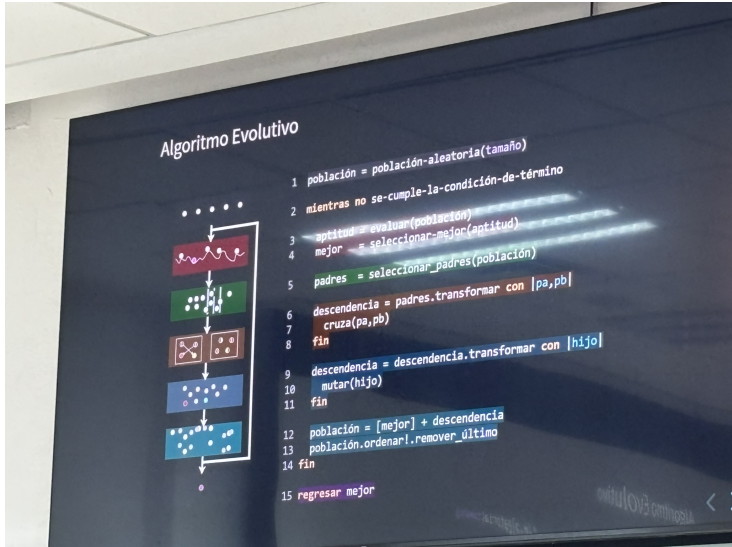 Algoritmo Evolutivo
1 población = población-aleatoria(tamaño)
2 mientras no se-cumple-la-condición-de-término
3 aptitud = evaluar(población)
4 mejor = seleccionar-mejor(aptitud)
5 padres = seleccionar_padres(población)
6 descendencia = padres.transformar con |pa,pb|
7 cruza(pa,pb)
8 fin
9 descendencia = descendencia.transformar con |hijo|
10 mutar(hijo)
11 fin
12 población = [mejor] + descendencia
13 población.ordenar!.remover_último
14 fin
15 regresar mejor
Algoritmo Evolutivo